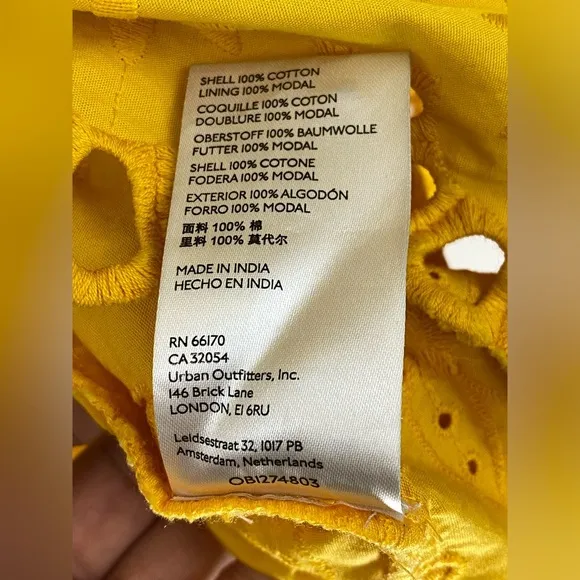 SHELL 100% COTTON
LINING 100% MODAL
COQUILLE 100% COTON
DOUBLURE 100% MODAL
OBERSTOFF 100% BAUMWOLLE
FUTTER 100% MODAL
SHELL 100% COTONE
FODERA 100% MODAL
EXTERIOR 100% ALGODÓN
FORRO 100% MODAL
面料 100% 棉
里料 100% 莫代尔
MADE IN INDIA
HECHO EN INDIA
RN 66170
CA 32054
Urban Outfitters, Inc.
146 Brick Lane
LONDON, E1 6RU
Leidsestraat 32, 1017 PB
Amsterdam, Netherlands
OB1274803